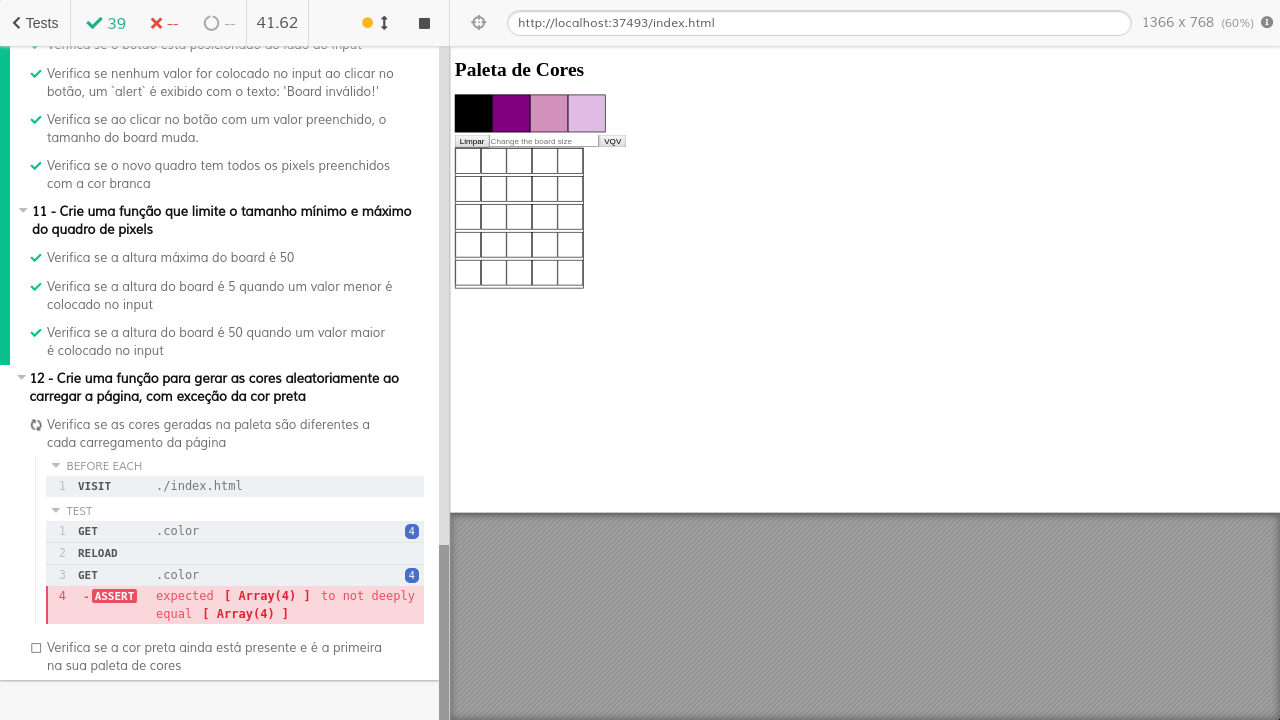 Tests
39
--
--
41.62
http://localhost:37493/index.html
1366 x 768 (60%)
Verifica se o botão está posicionado do lado do input
Verifica se nenhum valor for colocado no input ao clicar no
botão, um `alert` é exibido com o texto: 'Board inválido!'
Verifica se ao clicar no botão com um valor preenchido, o
tamanho do board muda.
Verifica se o novo quadro tem todos os pixels preenchidos
com a cor branca
11 - Crie uma função que limite o tamanho mínimo e máximo
do quadro de pixels
Verifica se a altura máxima do board é 50
Verifica se a altura do board é 5 quando um valor menor é
colocado no input
Verifica se a altura do board é 50 quando um valor maior
é colocado no input
12 - Crie uma função para gerar as cores aleatoriamente ao
carregar a página, com exceção da cor preta
Verifica se as cores geradas na paleta são diferentes a
cada carregamento da página
BEFORE EACH
1 VISIT ./index.html
TEST
1 GET .color 4
2 RELOAD
3 GET .color 4
4 -ASSERT expected [ Array(4) ] to not deeply
equal [ Array(4) ]
Verifica se a cor preta ainda está presente e é a primeira
na sua paleta de cores
Paleta de Cores
Limpar Change the board size VQV